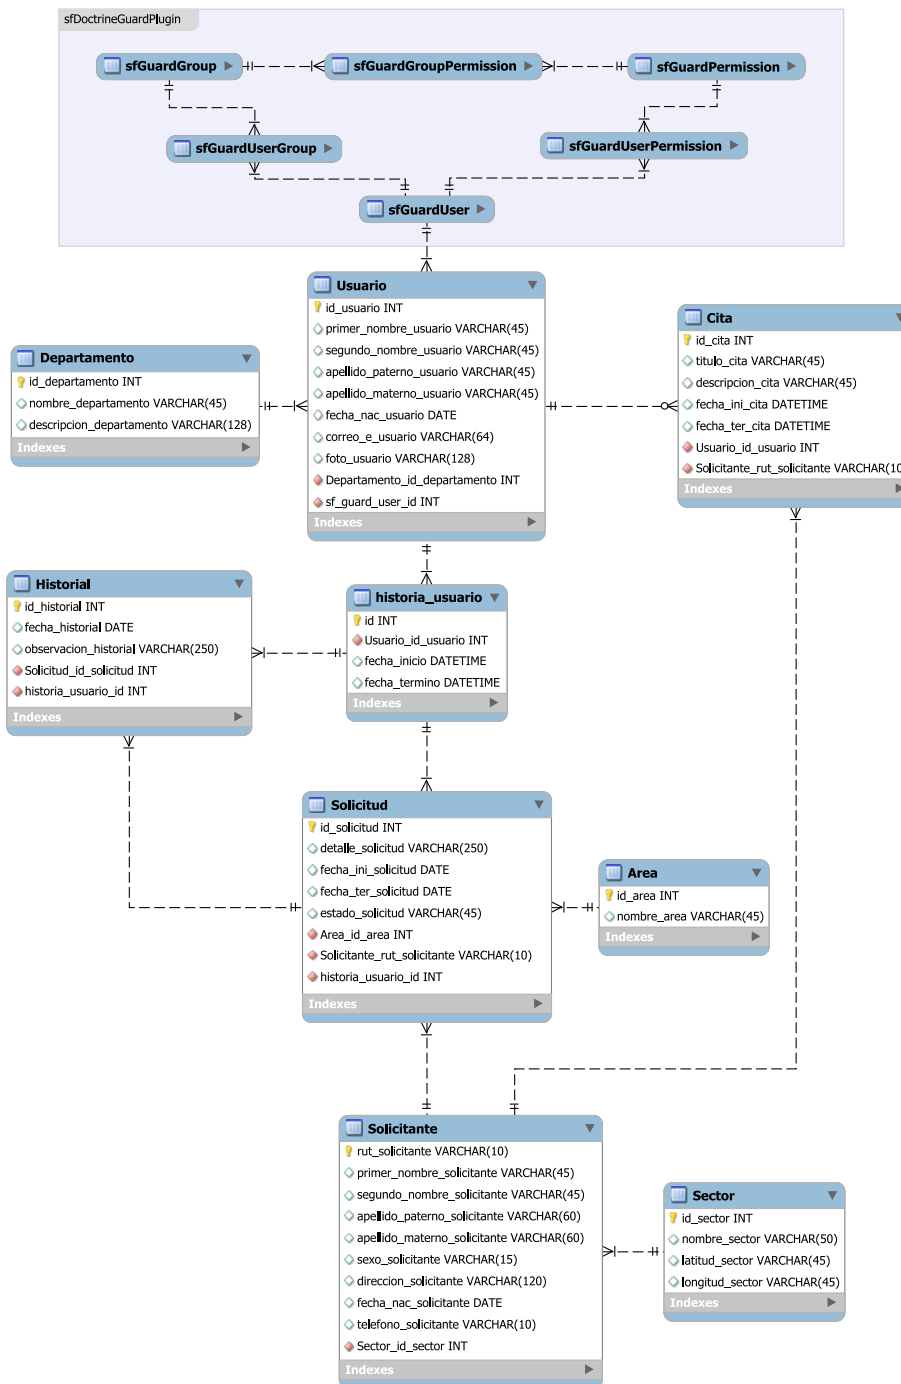 sfDoctrineGuardPlugin
sfGuardGroup
sfGuardGroupPermission
sfGuardPermission
sfGuardUserGroup
sfGuardUserPermission
sfGuardUser
Usuario
id_usuario INT
primer_nombre_usuario VARCHAR(45)
segundo_nombre_usuario VARCHAR(45)
apellido_paterno_usuario VARCHAR(45)
apellido_materno_usuario VARCHAR(45)
fecha_nac_usuario DATE
correo_e_usuario VARCHAR(64)
foto_usuario VARCHAR(128)
Departamento_id_departamento INT
sf_guard_user_id INT
Indexes
Cita
id_cita INT
titulo_cita VARCHAR(45)
descripcion_cita VARCHAR(45)
fecha_ini_cita DATETIME
fecha_ter_cita DATETIME
Usuario_id_usuario INT
Solicitante_rut_solicitante VARCHAR(10
Indexes
Departamento
id_departamento INT
nombre_departamento VARCHAR(45)
descripcion_departamento VARCHAR(128)
Indexes
Historial
id_historial INT
fecha_historial DATE
observacion_historial VARCHAR(250)
Solicitud_id_solicitud INT
historia_usuario_id INT
Indexes
historia_usuario
id INT
Usuario_id_usuario INT
fecha_inicio DATETIME
fecha_termino DATETIME
Indexes
Solicitud
id_solicitud INT
detalle_solicitud VARCHAR(250)
fecha_ini_solicitud DATE
fecha_ter_solicitud DATE
estado_solicitud VARCHAR(45)
Area_id_area INT
Solicitante_rut_solicitante VARCHAR(10)
historia_usuario_id INT
Indexes
Area
id_area INT
nombre_area VARCHAR(45)
Indexes
Solicitante
rut_solicitante VARCHAR(10)
primer_nombre_solicitante VARCHAR(45)
segundo_nombre_solicitante VARCHAR(45)
apellido_paterno_solicitante VARCHAR(60)
apellido_materno_solicitante VARCHAR(60)
sexo_solicitante VARCHAR(15)
direccion_solicitante VARCHAR(120)
fecha_nac_solicitante DATE
telefono_solicitante VARCHAR(10)
Sector_id_sector INT
Indexes
Sector
id_sector INT
nombre_sector VARCHAR(50)
latitud_sector VARCHAR(45)
longitud_sector VARCHAR(45)
Indexes